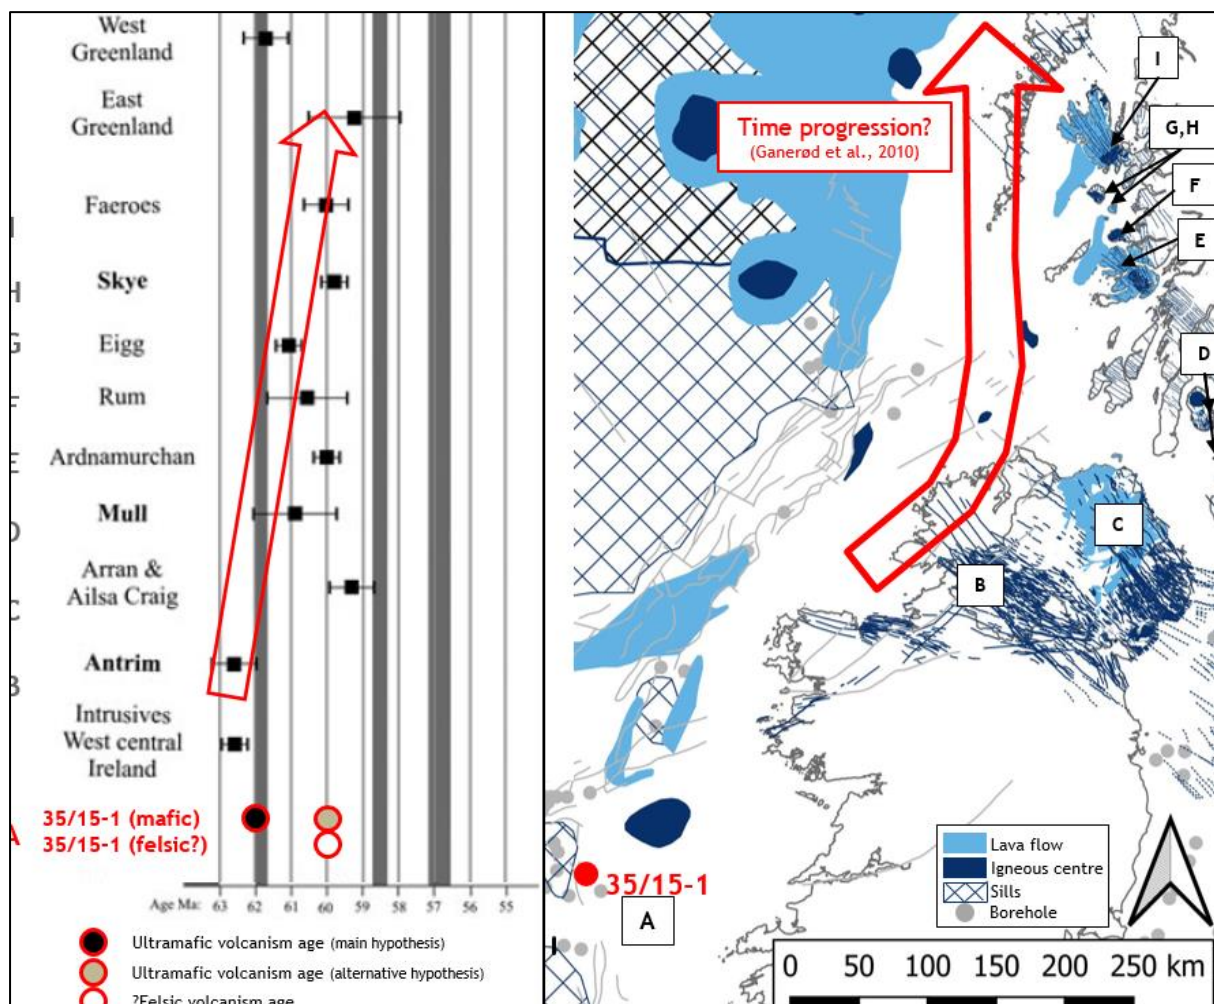 West
Greenland
East
Greenland
Faeroes
Skye
Eigg
Rum
Ardnamurchan
Mull
Arran &
Ailsa Craig
Antrim
Intrusives
West central
Ireland
35/15-1 (mafic)
35/15-1 (felsic?)
Age Ma: 63 62 61 60 59 58 57 56 55
Ultramafic volcanism age (main hypothesis)
Ultramafic volcanism age (alternative hypothesis)
?Felsic volcanism age
H
G
E
C
B
A
Time progression?
(Ganerød et al., 2010)
I
G,H
F
E
D
C
B
35/15-1
A
Lava flow
Igneous centre
Sills
Borehole
0 50 100 150 200 250 km